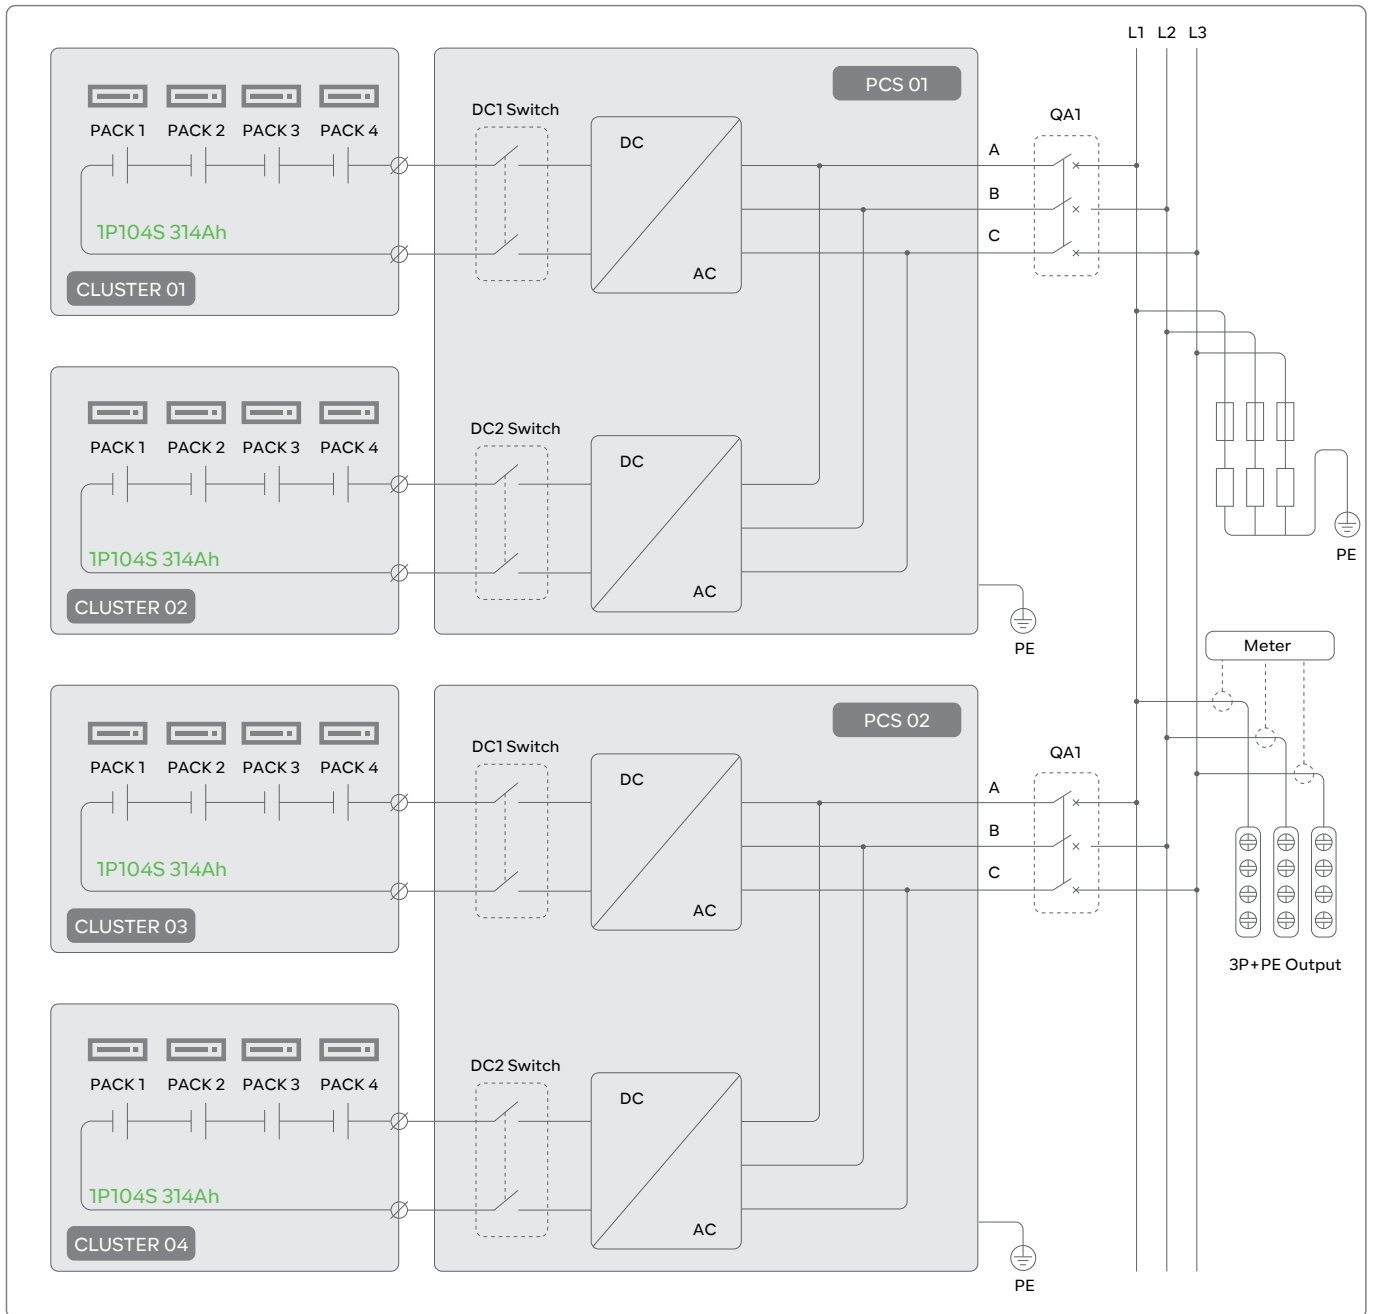 L1 L2 L3
PCS 01
DC1 Switch
QA1
PACK 1 PACK 2 PACK 3 PACK 4
DC
A
B
1P104S 314Ah
C
AC
CLUSTER 01
DC2 Switch
PACK 1 PACK 2 PACK 3 PACK 4
DC
1P104S 314Ah
AC
CLUSTER 02
PE
PE
Meter
PCS 02
DC1 Switch
QA1
PACK 1 PACK 2 PACK 3 PACK 4
DC
A
B
1P104S 314Ah
C
AC
CLUSTER 03
3P+PE Output
DC2 Switch
PACK 1 PACK 2 PACK 3 PACK 4
DC
1P104S 314Ah
AC
CLUSTER 04
PE